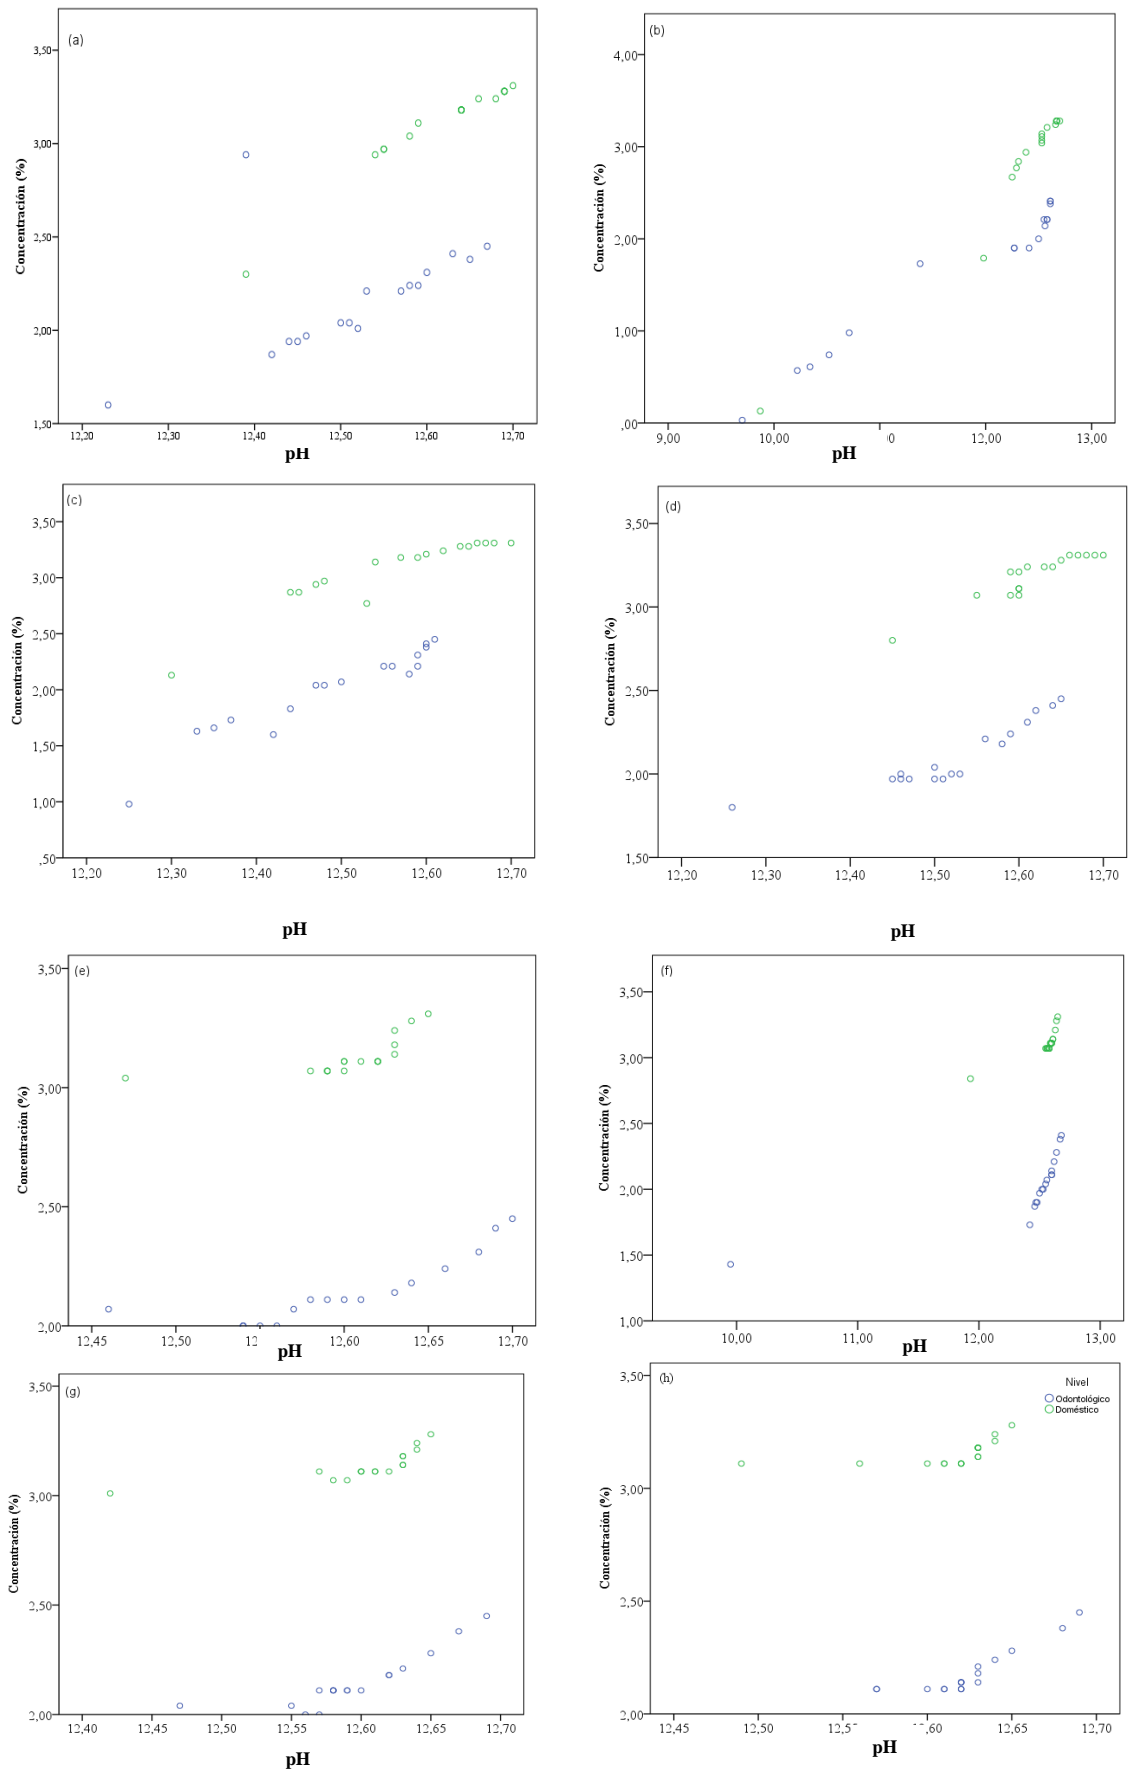 (a)
3,50
3,00
2,50
2,00
1,50
Concentración (%)
12,20 12,30 12,40 12,50 12,60 12,70
pH
(b)
4,00
3,00
2,00
1,00
,00
Concentración (%)
9,00 10,00 12,00 13,00
pH
(c)
3,50
3,00
2,50
2,00
1,50
1,00
,50
Concentración (%)
12,20 12,30 12,40 12,50 12,60 12,70
pH
(d)
3,50
3,00
2,50
2,00
1,50
Concentración (%)
12,20 12,30 12,40 12,50 12,60 12,70
pH
(e)
3,50
3,00
2,50
2,00
Concentración (%)
12,45 12,50 12,60 12,65 12,70
pH
(f)
3,50
3,00
2,50
2,00
1,50
1,00
Concentración (%)
10,00 11,00 12,00 13,00
pH
(g)
3,50
3,00
2,50
2,00
Concentración (%)
12,40 12,45 12,50 12,55 12,60 12,65 12,70
pH
(h)
Nivel
Odontológico
Doméstico
3,50
3,00
2,50
2,00
Concentración (%)
12,45 12,50 12,60 12,65 12,70
pH